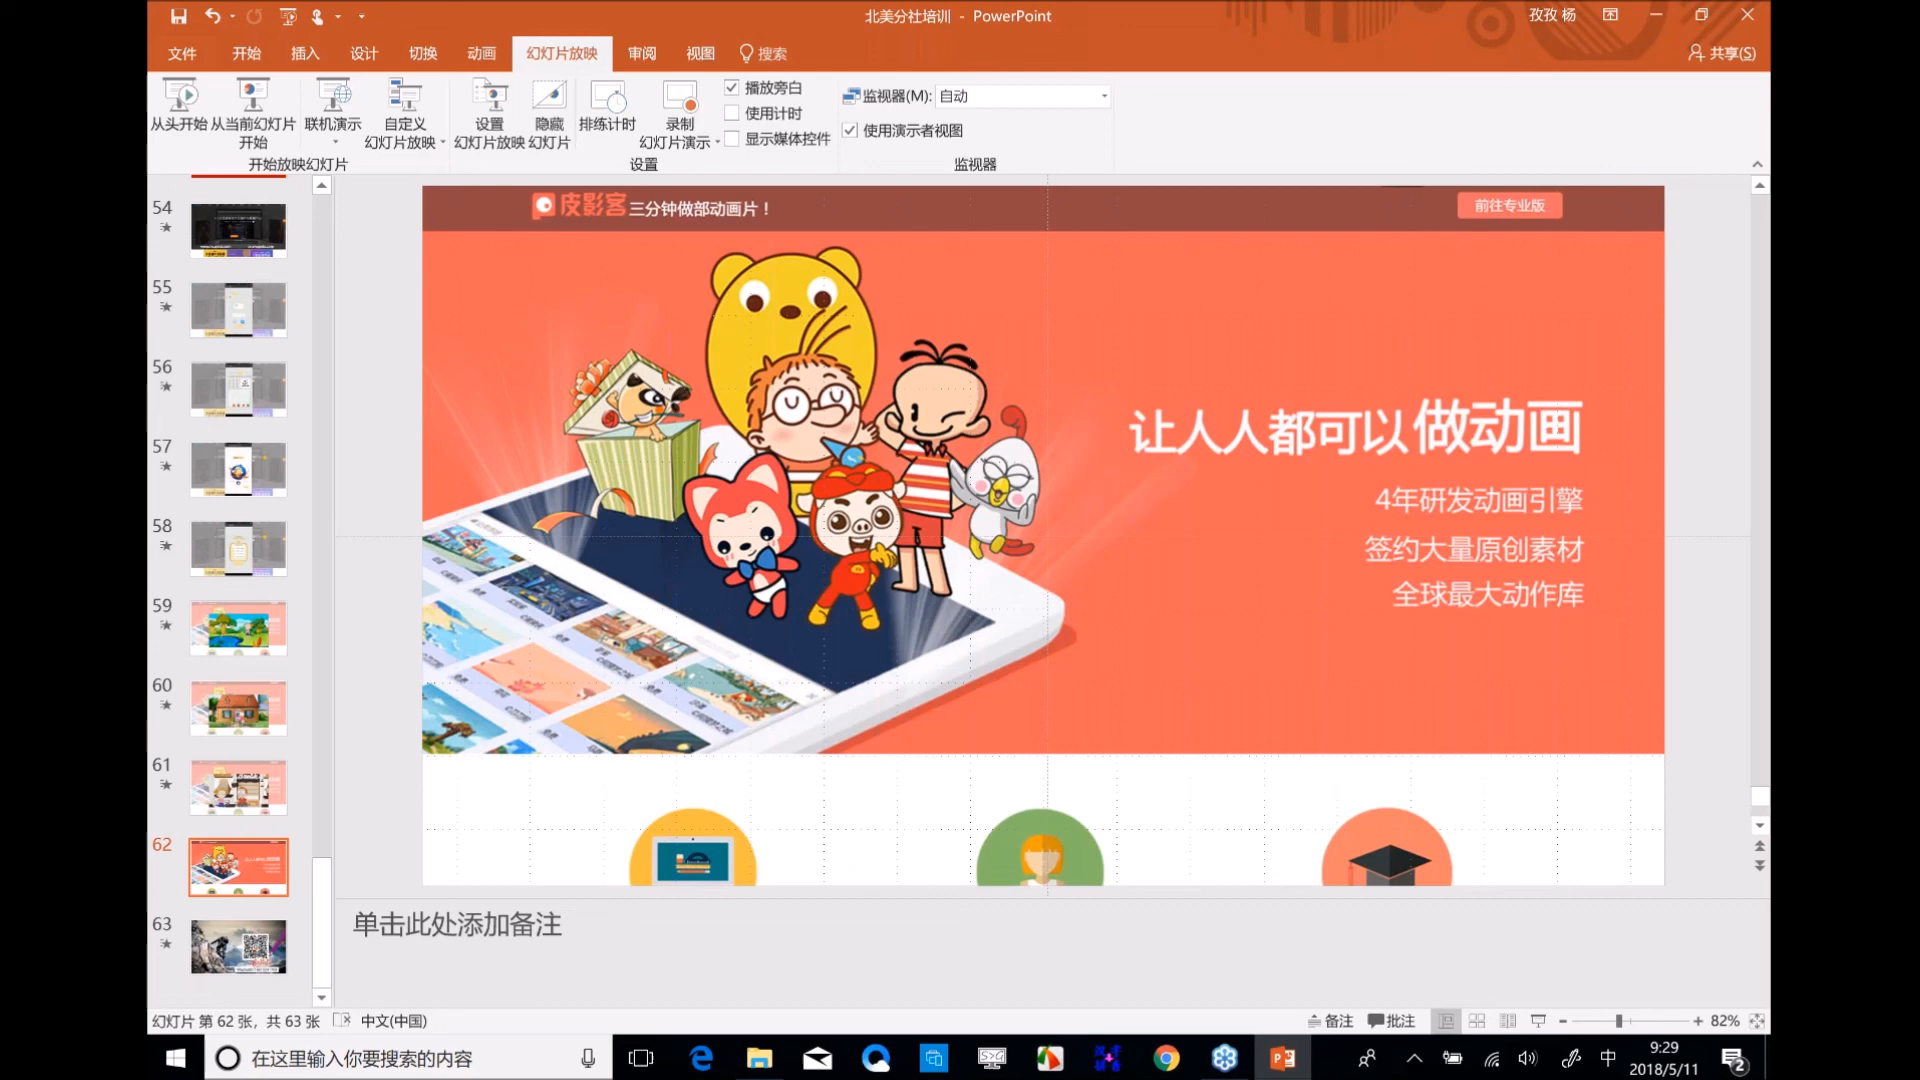 北美分社培训 - PowerPoint
孜孜 杨
文件 开始 插入 设计 切换 动画 幻灯片放映 审阅 视图 搜索 共享(S)
从头开始 从当前幻灯片开始 联机演示 自定义幻灯片放映 设置幻灯片放映 隐藏幻灯片 排练计时 录制幻灯片演示
播放旁白
使用计时
显示媒体控件
监视器(M): 自动
使用演示者视图
开始放映幻灯片 设置 监视器
54
55
56
57
58
59
60
61
62
63
皮影客 三分钟做部动画片！
前往专业版
让人人都可以做动画
4年研发动画引擎
签约大量原创素材
全球最大动作库
单击此处添加备注
幻灯片 第 62 张，共 63 张 中文(中国)
备注 批注 82%
在这里输入你要搜索的内容
中
9:29
2018/5/11
2